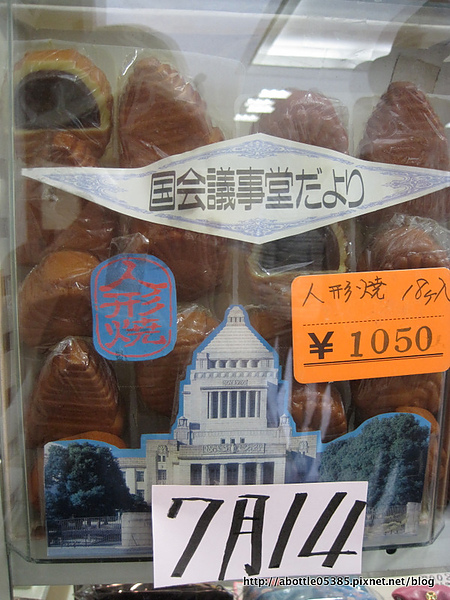 国会議事堂だより
人形焼
人形焼 18ヶ入
¥ 1050
7月14
http://abottle05385.pixnet.net/blog